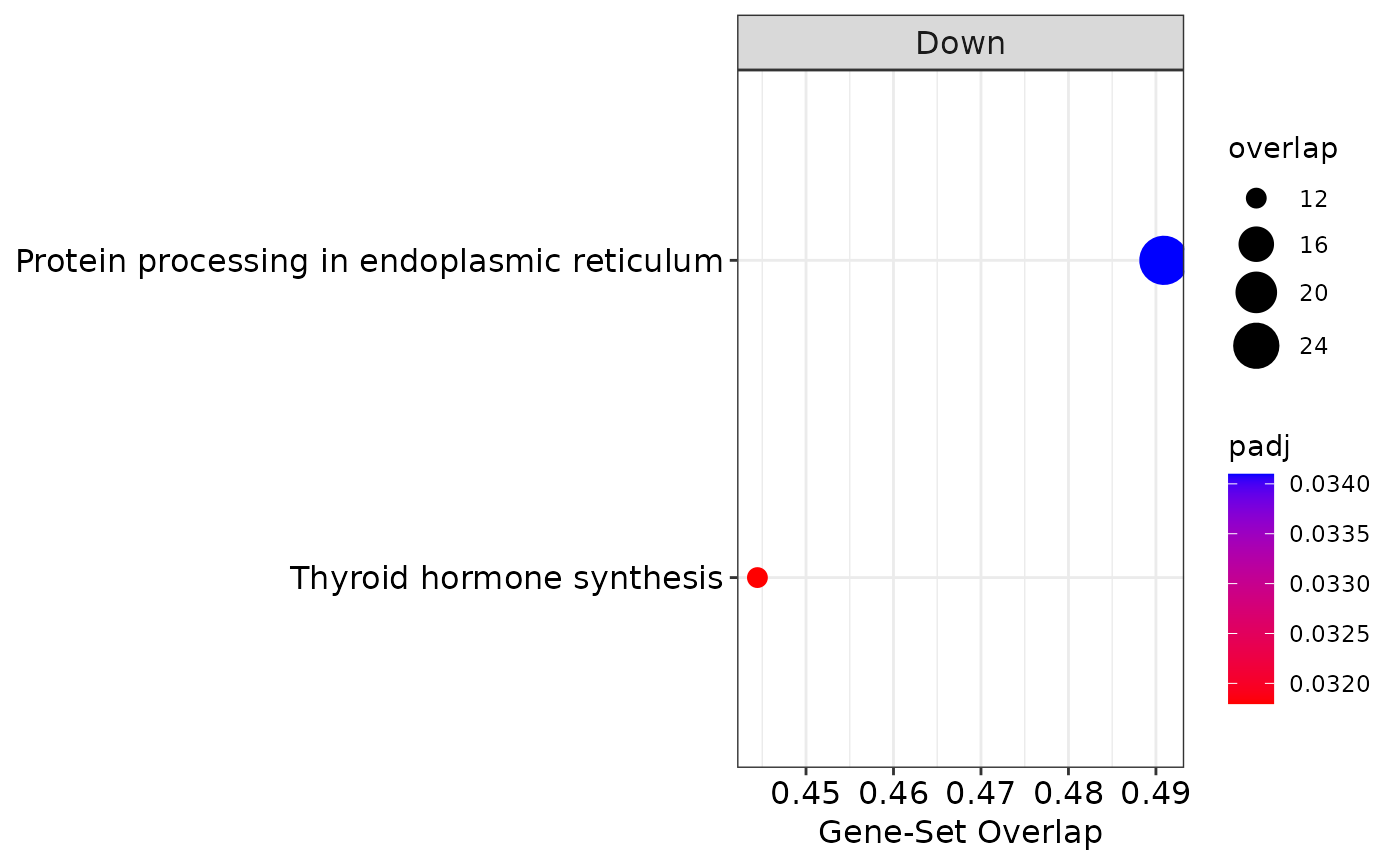 Down
Protein processing in endoplasmic reticulum
Thyroid hormone synthesis
0.45 0.46 0.47 0.48 0.49
Gene-Set Overlap
overlap
12
16
20
24
padj
0.0340
0.0335
0.0330
0.0325
0.0320